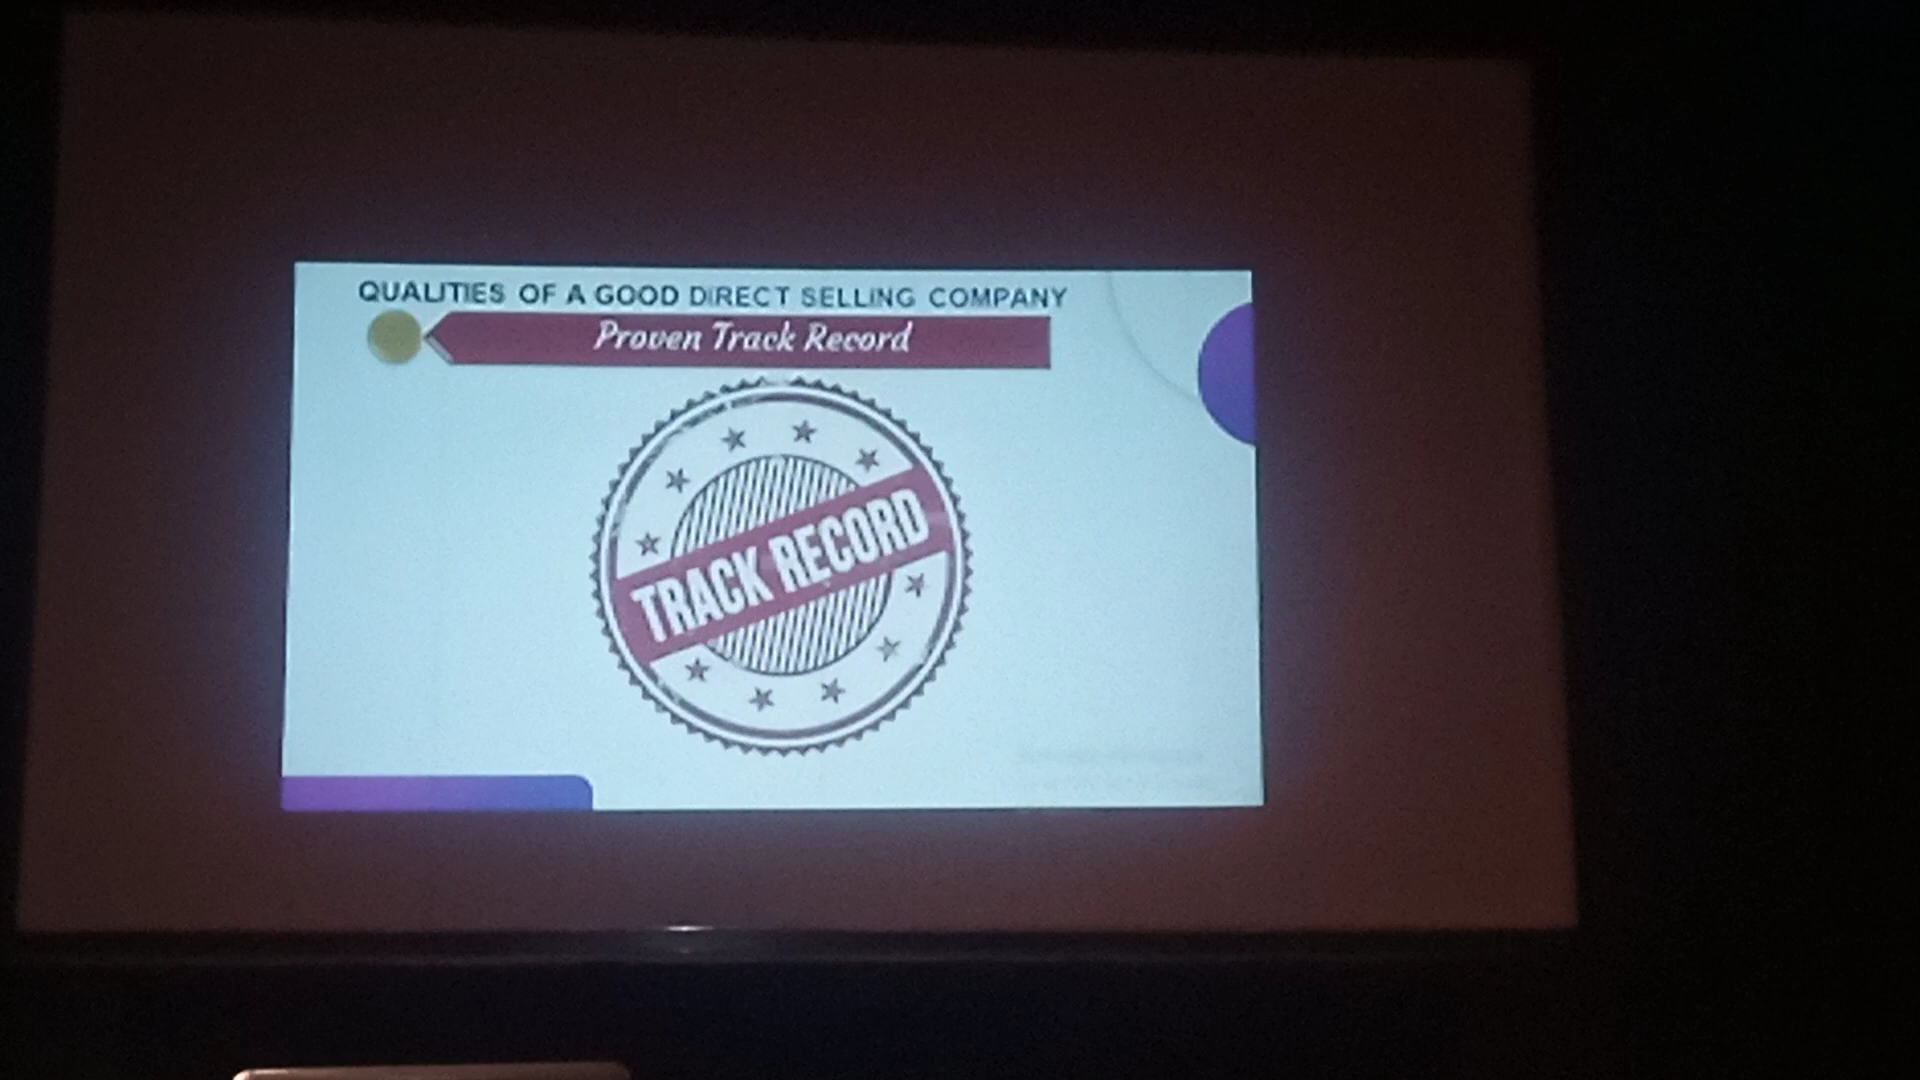 QUALITIES OF A GOOD DIRECT SELLING COMPANY
Proven Track Record
TRACK RECORD